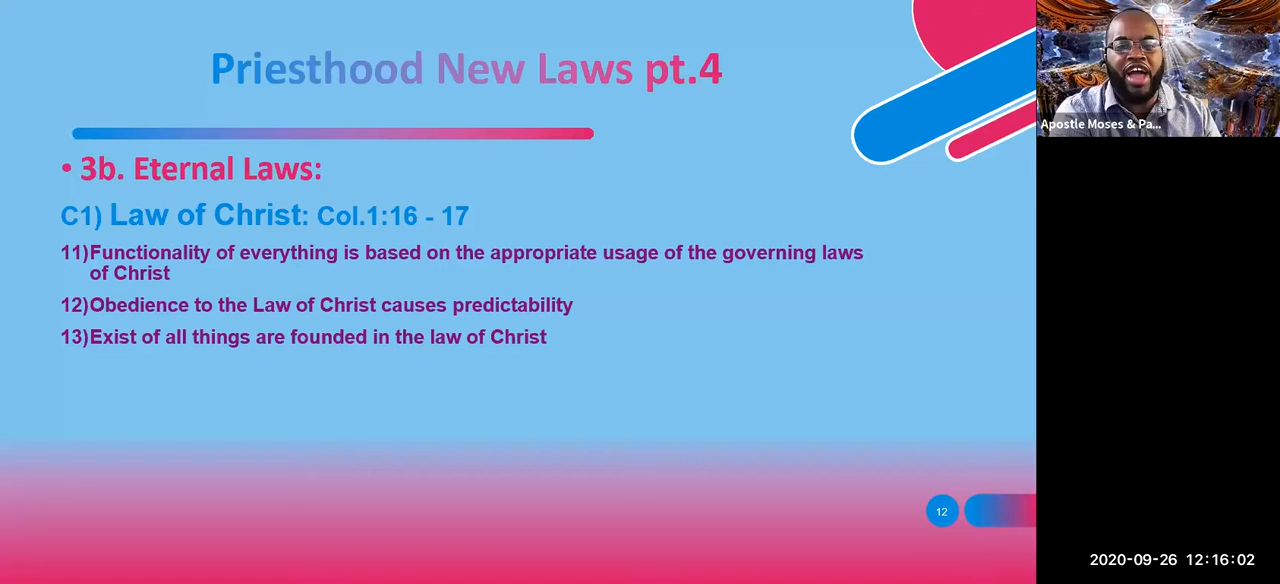 Priesthood New Laws pt.4
• 3b. Eternal Laws:
C1) Law of Christ: Col.1:16 - 17
11)Functionality of everything is based on the appropriate usage of the governing laws
of Christ
12)Obedience to the Law of Christ causes predictability
13)Exist of all things are founded in the law of Christ
12
Apostle Moses & Pa...
2020-09-26 12:16:02